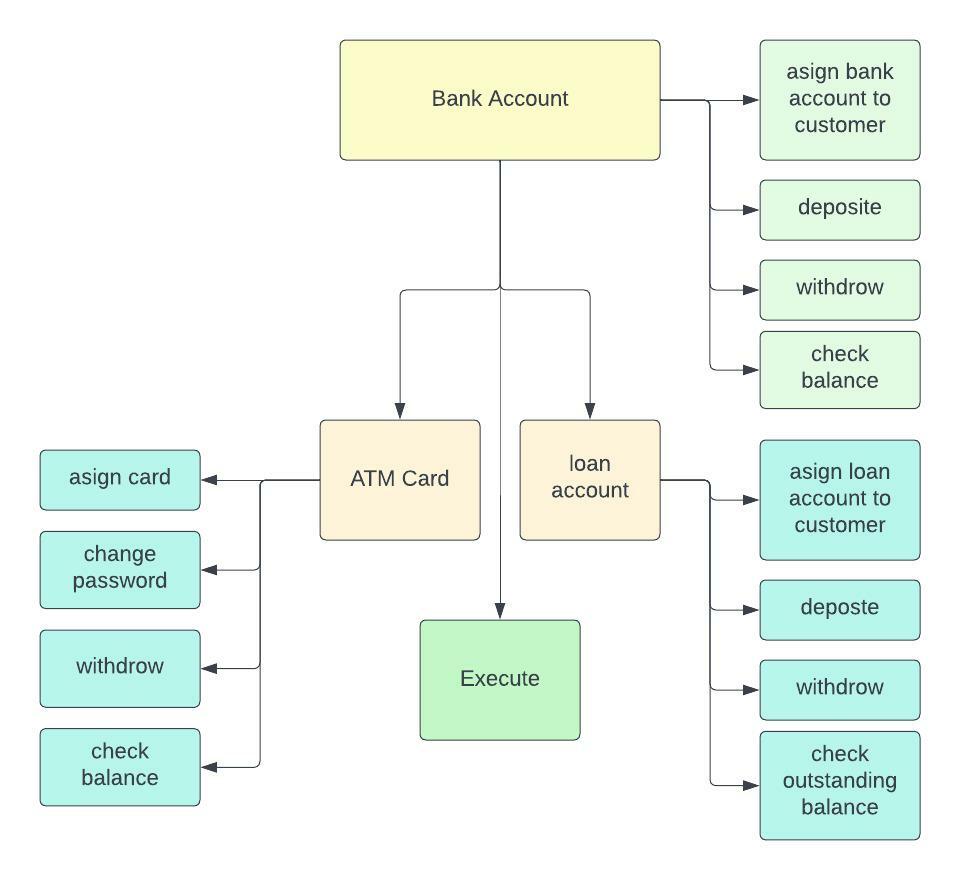 Bank Account
asign bank
account to
customer
deposite
withdrow
check
balance
ATM Card
loan
account
asign card
change
password
withdrow
check
balance
Execute
asign loan
account to
customer
deposte
withdrow
check
outstanding
balance